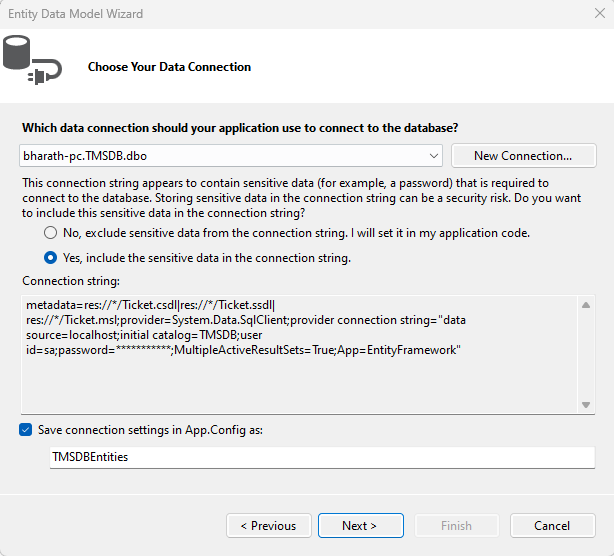 Entity Data Model Wizard
Choose Your Data Connection
Which data connection should your application use to connect to the database?
bharath-pc.TMSDB.dbo
New Connection...
This connection string appears to contain sensitive data (for example, a password) that is required to
connect to the database. Storing sensitive data in the connection string can be a security risk. Do you want
to include this sensitive data in the connection string?
No, exclude sensitive data from the connection string. I will set it in my application code.
Yes, include the sensitive data in the connection string.
Connection string:
metadata=res://*/Ticket.csdl|res://*/Ticket.ssdl|
res://*/Ticket.msl;provider=System.Data.SqlClient;provider connection string="data
source=localhost;initial catalog=TMSDB;user
id=sa;password=***********;MultipleActiveResultSets=True;App=EntityFramework"
Save connection settings in App.Config as:
TMSDBEntities
< Previous
Next >
Finish
Cancel